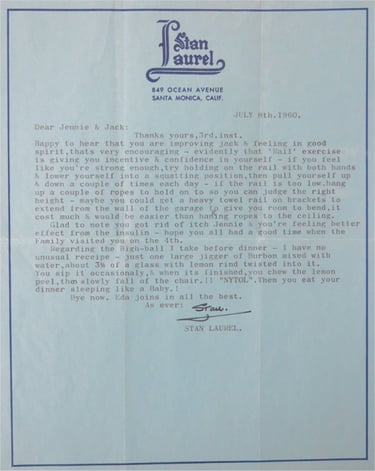 Stan
Laurel
849 OCEAN AVENUE
SANTA MONICA, CALIF.
JULY 8th.1960.
Dear Jennie & Jack:
Thanks yours,3rd.inst.
Happy to hear that you are improving jack & feeling in good
spirit,thats very encouraging - evidently that 'Rail' exercise
is giving you incentive & confidence in yourself - if you feel
like you're strong enough,try holding on the rail with both hands
& lower yourself into a squatting position,then pull yourself up
& down a couple of times each day - if the rail is too low.hang
up a couple of ropes to hold on to so you can judge the right
height - maybe you could get a heavy towel rail on brackets to
extend from the wall of the garage to give you room to bend,it
cost much & would be easier than haning ropes to the ceiling.
Glad to note you got rid of itch Jennie & you're feeling better
effect from the insulin - hope you all had a good time when the
Family visited you on the 4th.
Regarding the High-ball I take before dinner - I have no
unusual receipe - just one large jigger of Burbon mixed with
water,about 3/4 of a glass with lemon rind twisted into it.
You sip it occasionaly,& when its finished,you chew the lemon
peel,then slowly fall of the chair.!! "NYTOL".Then you eat your
dinner sleeping like a Baby.!
Bye now. Eda joins in all the best.
As ever:
Stan.
STAN LAUREL.